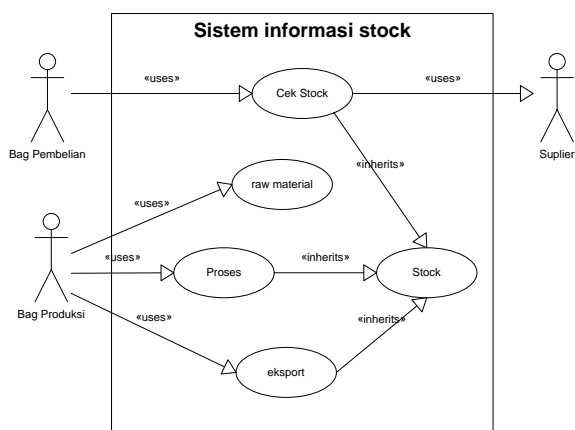 Sistem informasi stock
«uses»
«uses»
Cek Stock
Bag Pembelian
Suplier
«inherits»
raw material
«uses»
«uses»
Proses
«inherits»
Stock
Bag Produksi
«uses»
«inherits»
eksport